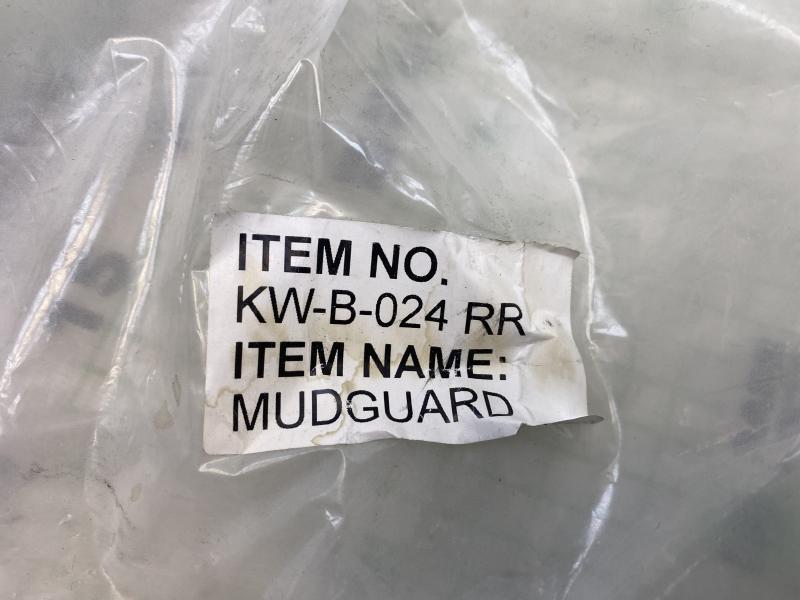 ITEM NO.
KW-B-024 RR
ITEM NAME:
MUDGUARD